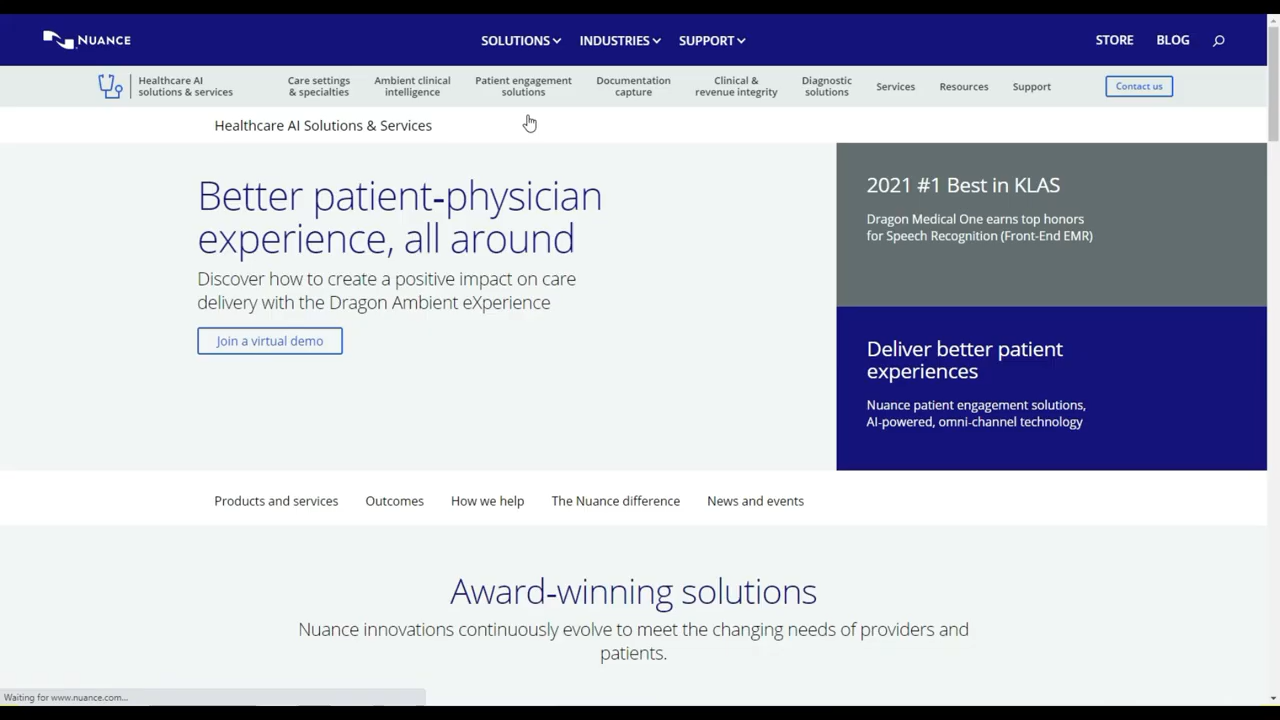 NUANCE
SOLUTIONS INDUSTRIES SUPPORT
STORE BLOG
Healthcare AI
solutions & services
Care settings
& specialties
Ambient clinical
intelligence
Patient engagement
solutions
Documentation
capture
Clinical &
revenue integrity
Diagnostic
solutions
Services
Resources
Support
Contact us
Healthcare AI Solutions & Services
Better patient-physician
experience, all around
Discover how to create a positive impact on care
delivery with the Dragon Ambient eXperience
Join a virtual demo
2021 #1 Best in KLAS
Dragon Medical One earns top honors
for Speech Recognition (Front-End EMR)
Deliver better patient
experiences
Nuance patient engagement solutions,
AI-powered, omni-channel technology
Products and services Outcomes How we help The Nuance difference News and events
Award-winning solutions
Nuance innovations continuously evolve to meet the changing needs of providers and
patients.
Waiting for www.nuance.com...